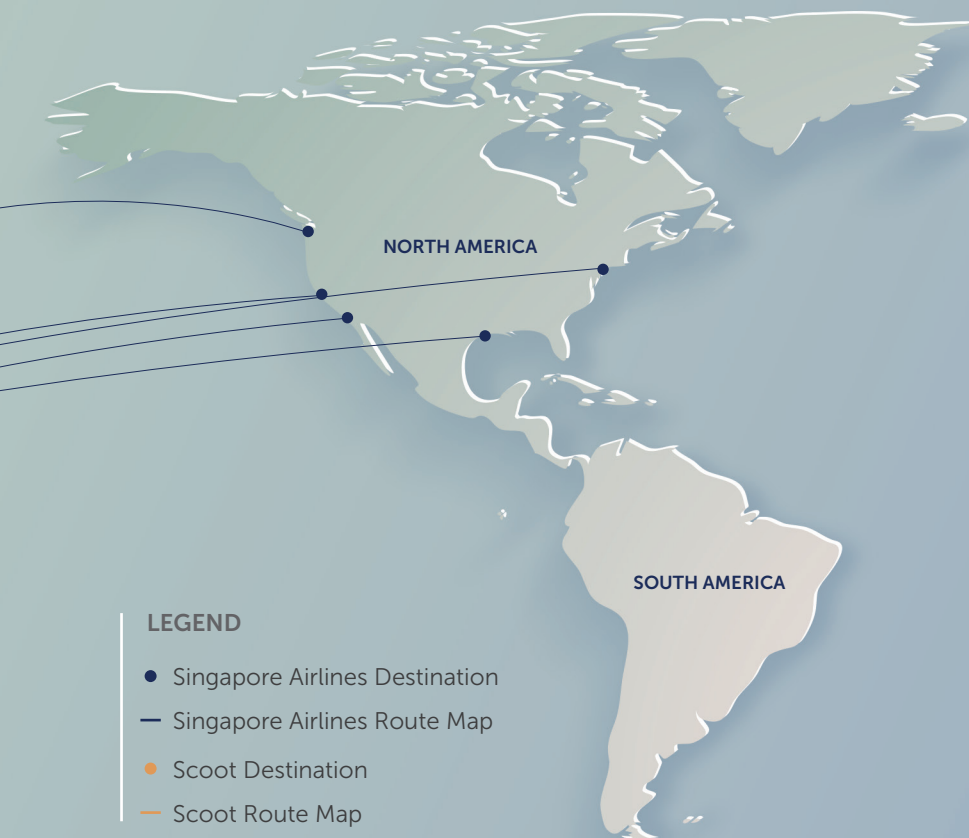 NORTH AMERICA
SOUTH AMERICA
LEGEND
Singapore Airlines Destination
Singapore Airlines Route Map
Scoot Destination
Scoot Route Map